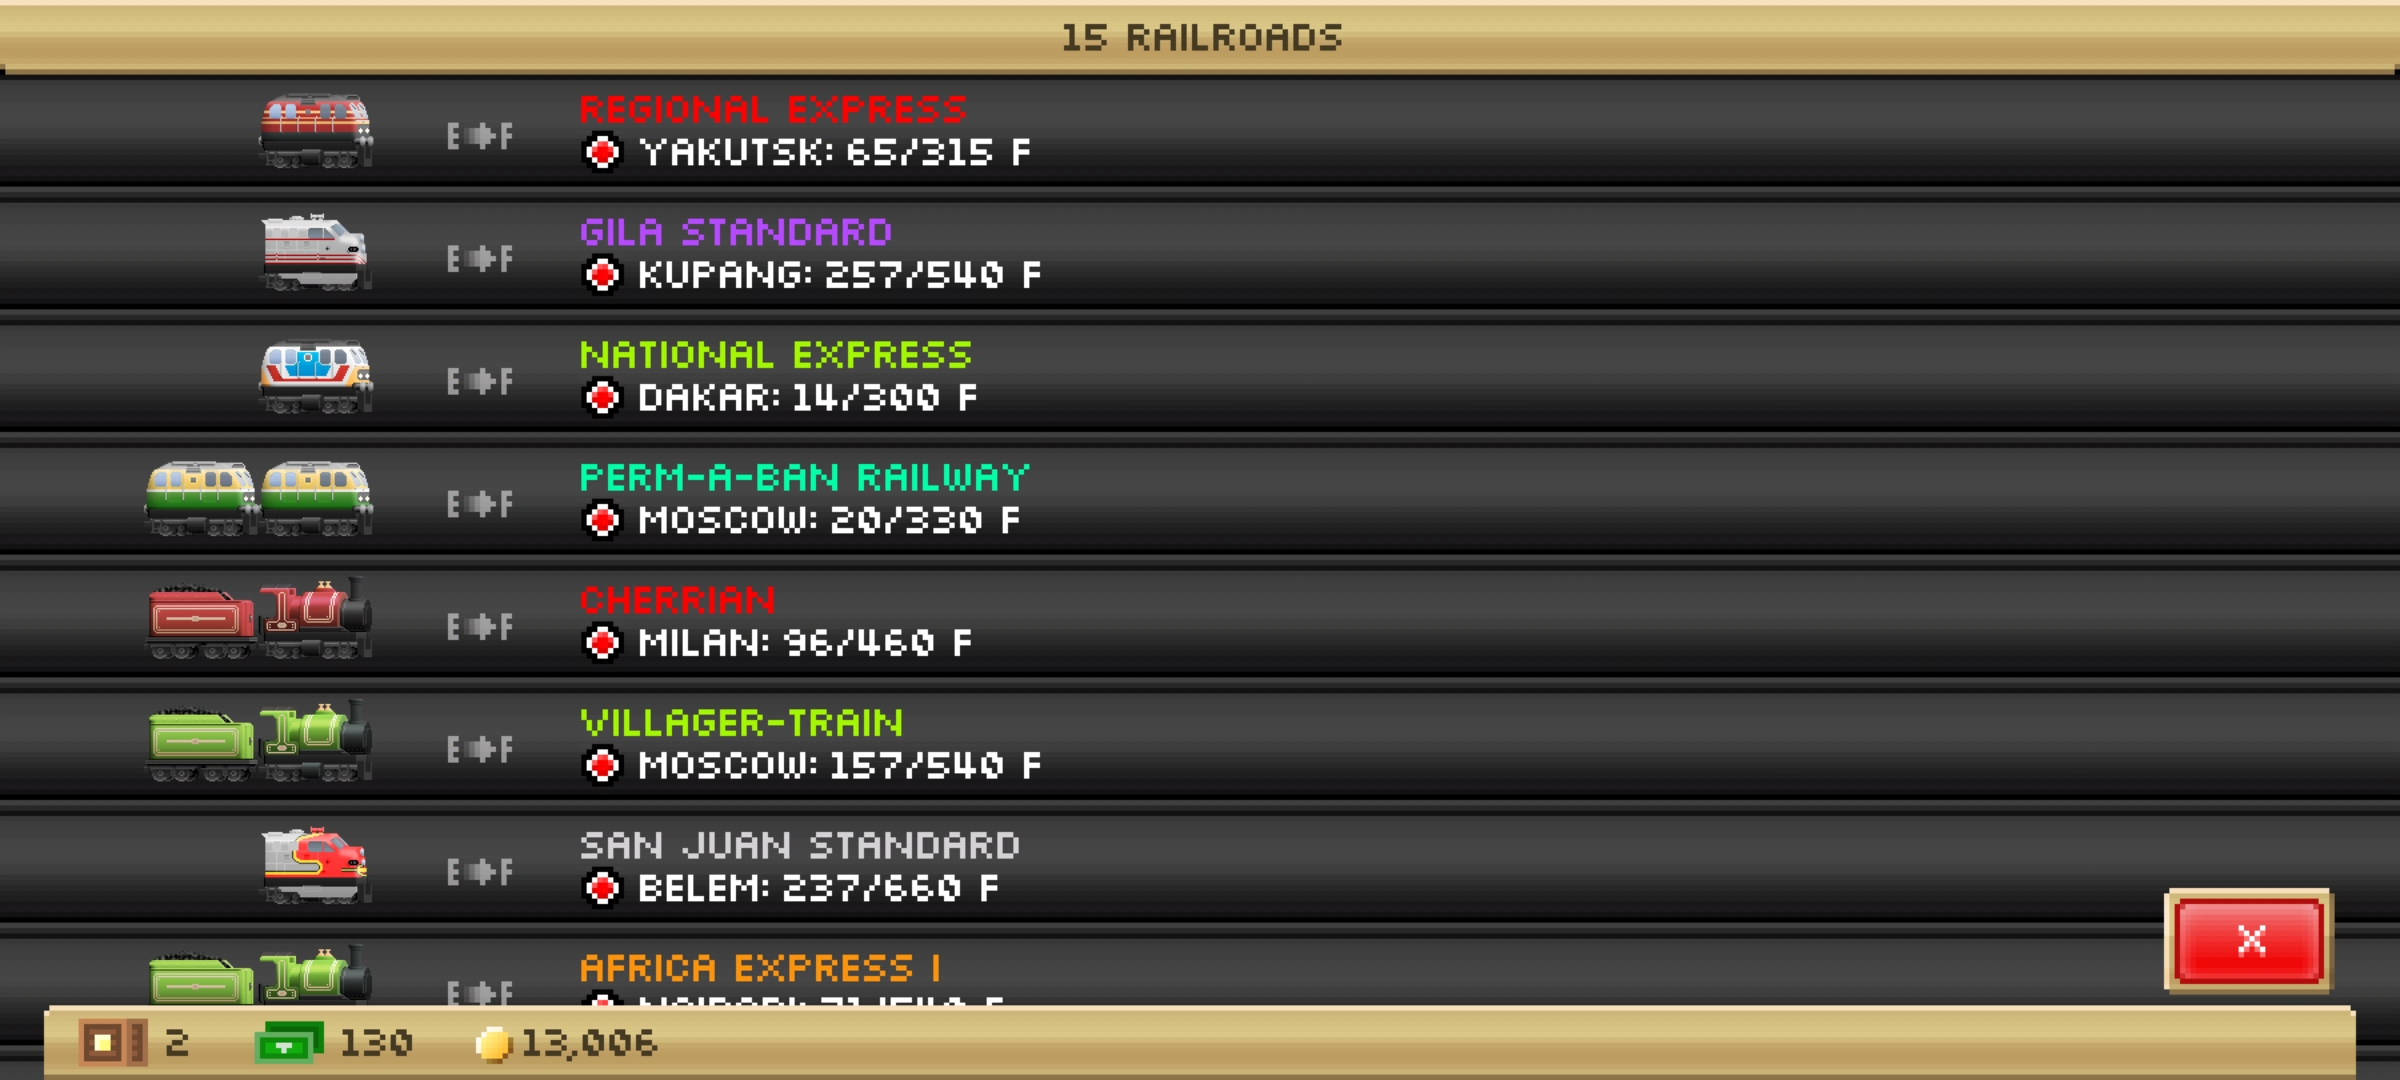 15 RAILROADS
E F
REGIONAL EXPRESS
YAKUTSK: 65/315 F
E F
GILA STANDARD
KUPANG: 257/540 F
E F
NATIONAL EXPRESS
DAKAR: 14/300 F
E F
PERM-A-BAN RAILWAY
MOSCOW: 20/330 F
E F
CHERRIAN
MILAN: 96/460 F
E F
VILLAGER-TRAIN
MOSCOW: 157/540 F
E F
SAN JUAN STANDARD
BELEM: 237/660 F
E F
AFRICA EXPRESS I
X
2 130 13,006